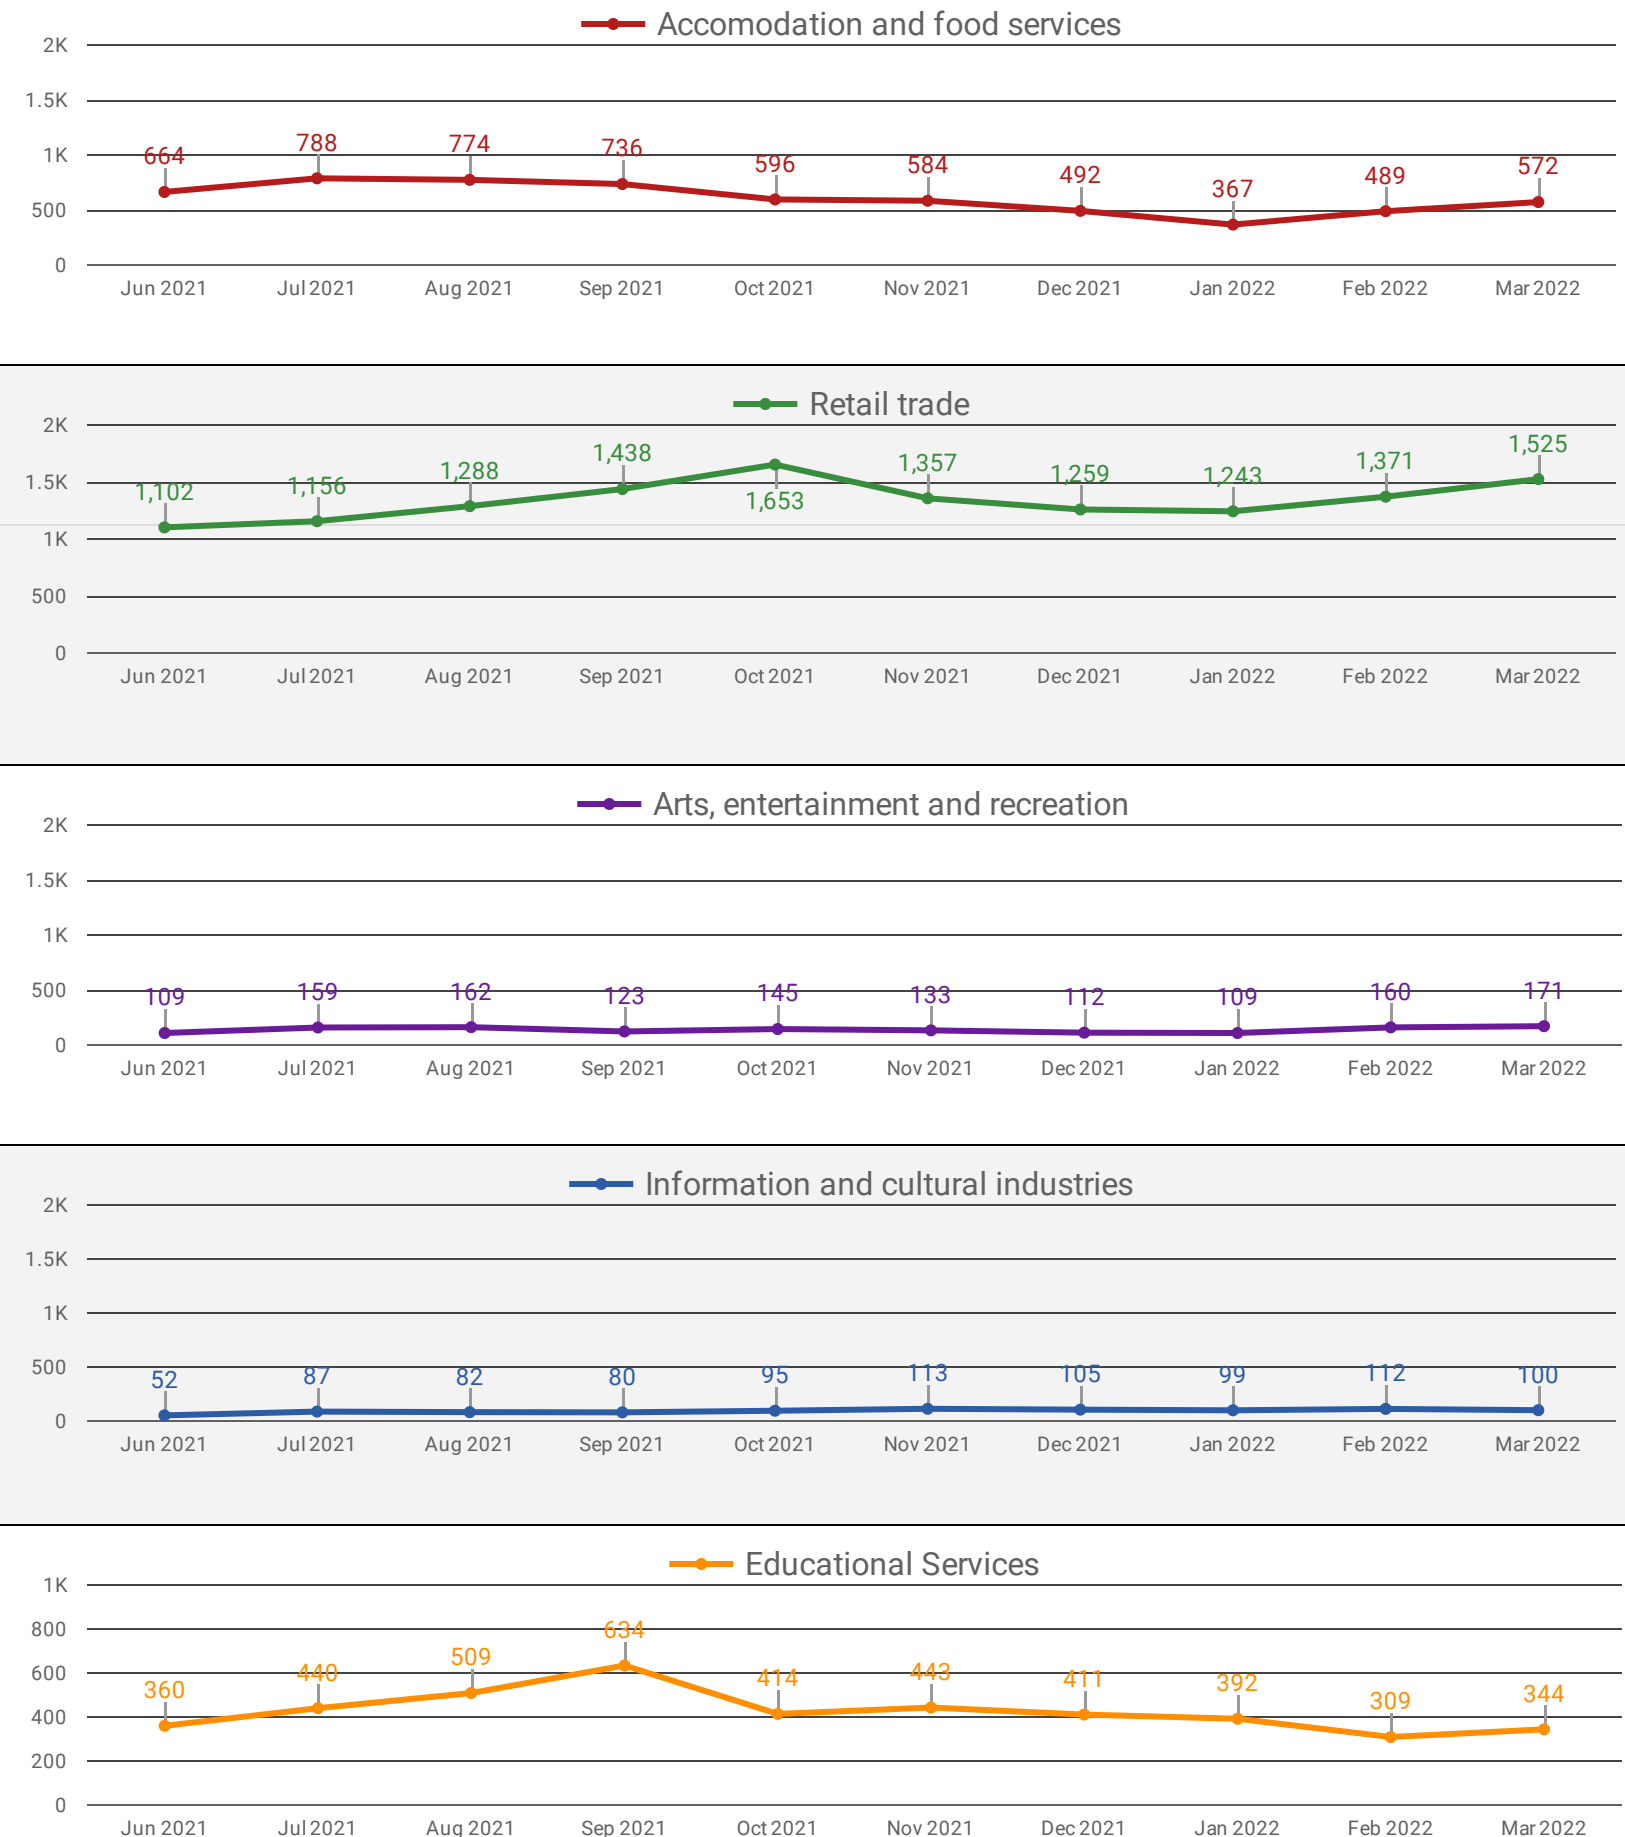 Accomodation and food services
2K
1.5K
1K
500
0
664 788 774 736 596 584 492 367 489 572
Jun 2021 Jul 2021 Aug 2021 Sep 2021 Oct 2021 Nov 2021 Dec 2021 Jan 2022 Feb 2022 Mar 2022
Retail trade
2K
1.5K
1K
500
0
1,102 1,156 1,288 1,438 1,653 1,357 1,259 1,243 1,371 1,525
Jun 2021 Jul 2021 Aug 2021 Sep 2021 Oct 2021 Nov 2021 Dec 2021 Jan 2022 Feb 2022 Mar 2022
Arts, entertainment and recreation
2K
1.5K
1K
500
0
109 159 162 123 145 133 112 109 160 171
Jun 2021 Jul 2021 Aug 2021 Sep 2021 Oct 2021 Nov 2021 Dec 2021 Jan 2022 Feb 2022 Mar 2022
Information and cultural industries
2K
1.5K
1K
500
0
52 87 82 80 95 113 105 99 112 100
Jun 2021 Jul 2021 Aug 2021 Sep 2021 Oct 2021 Nov 2021 Dec 2021 Jan 2022 Feb 2022 Mar 2022
Educational Services
1K
800
600
400
200
0
360 440 509 634 414 443 411 392 309 344
Jun 2021 Jul 2021 Aug 2021 Sep 2021 Oct 2021 Nov 2021 Dec 2021 Jan 2022 Feb 2022 Mar 2022